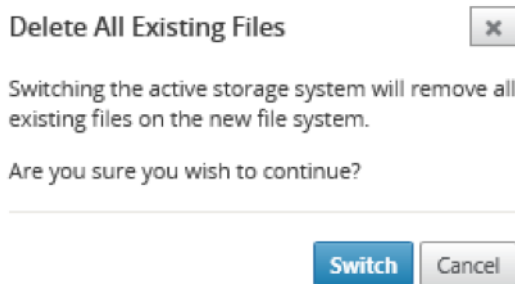 Delete All Existing Files
Switching the active storage system will remove all
existing files on the new file system.
Are you sure you wish to continue?
Switch Cancel